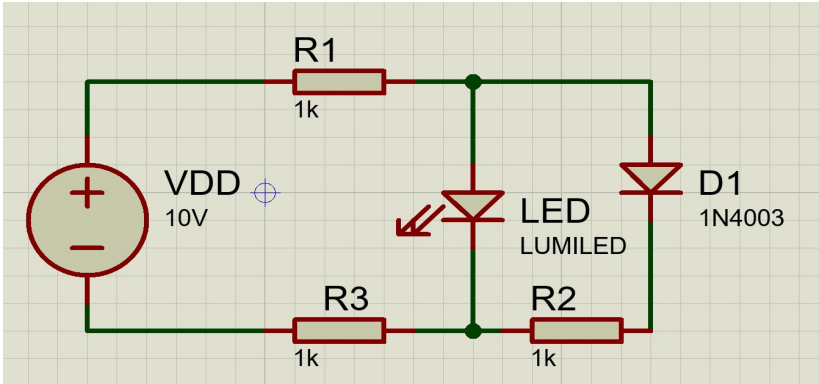 R1
1k
VDD
10V
LED
LUMILED
D1
1N4003
R3
1k
R2
1k